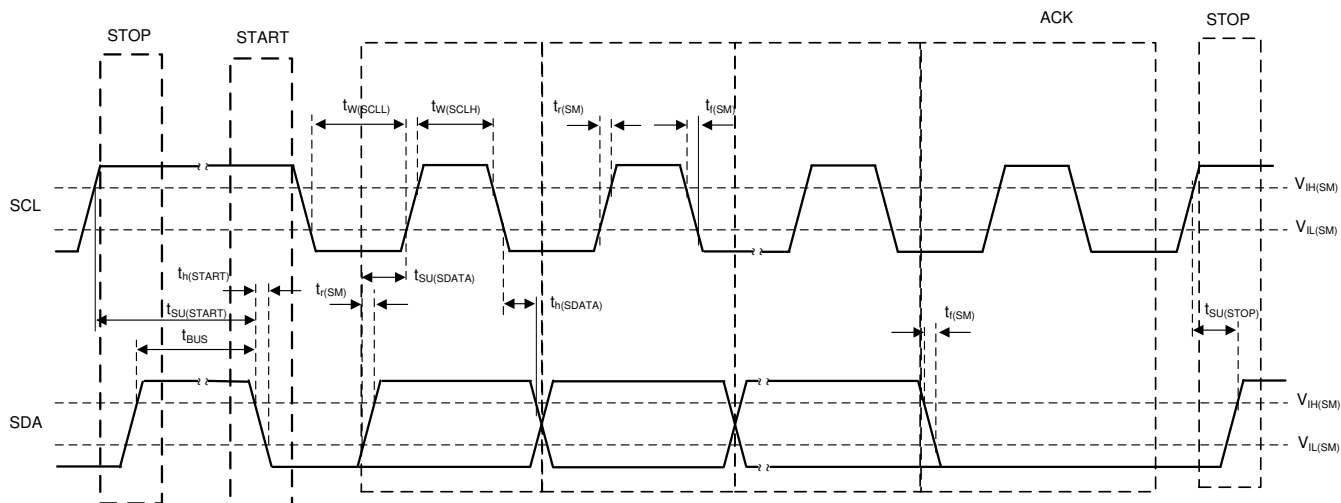 ACK
STOP START STOP
tW(SCLL) tW(SCLH) tr(SM) tf(SM)
VIH(SM)
SCL
VIL(SM)
th(START) tr(SM) tSU(SDATA)
th(SDATA)
tSU(START) tf(SM) tSU(STOP)
tBUS
VIH(SM)
SDA
VIL(SM)